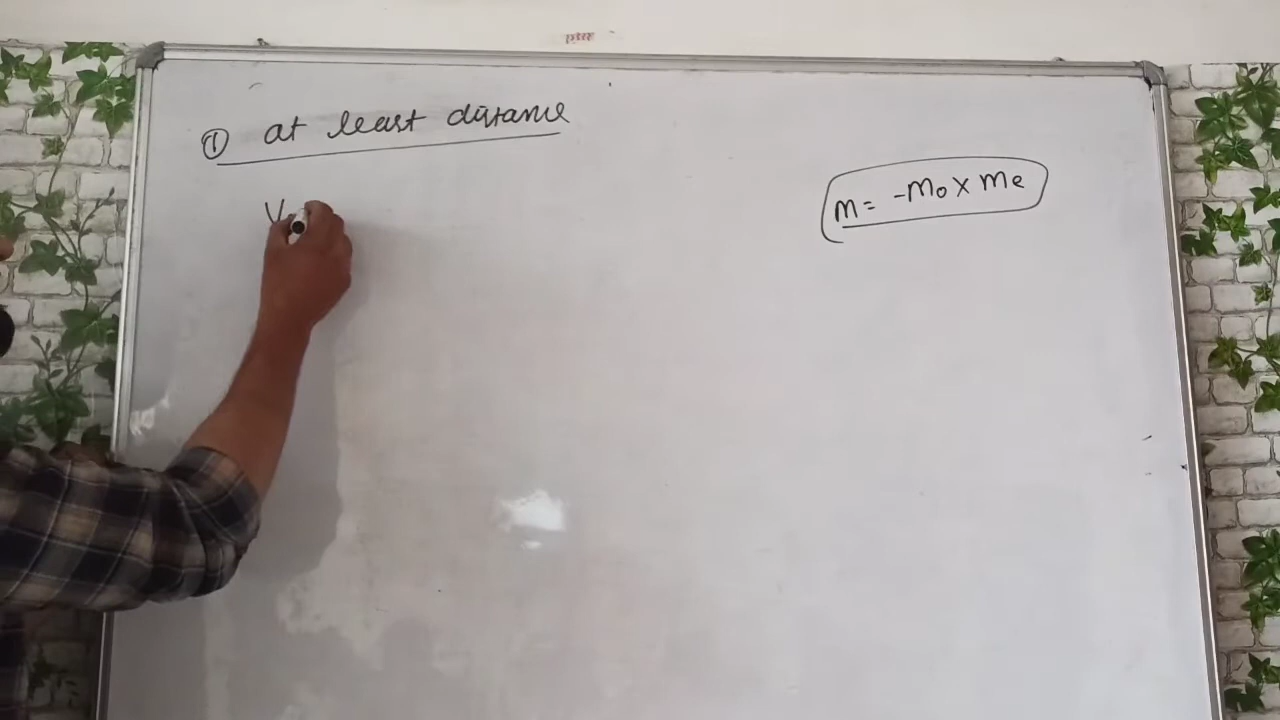 ① at least distance
m = -mo x me
V